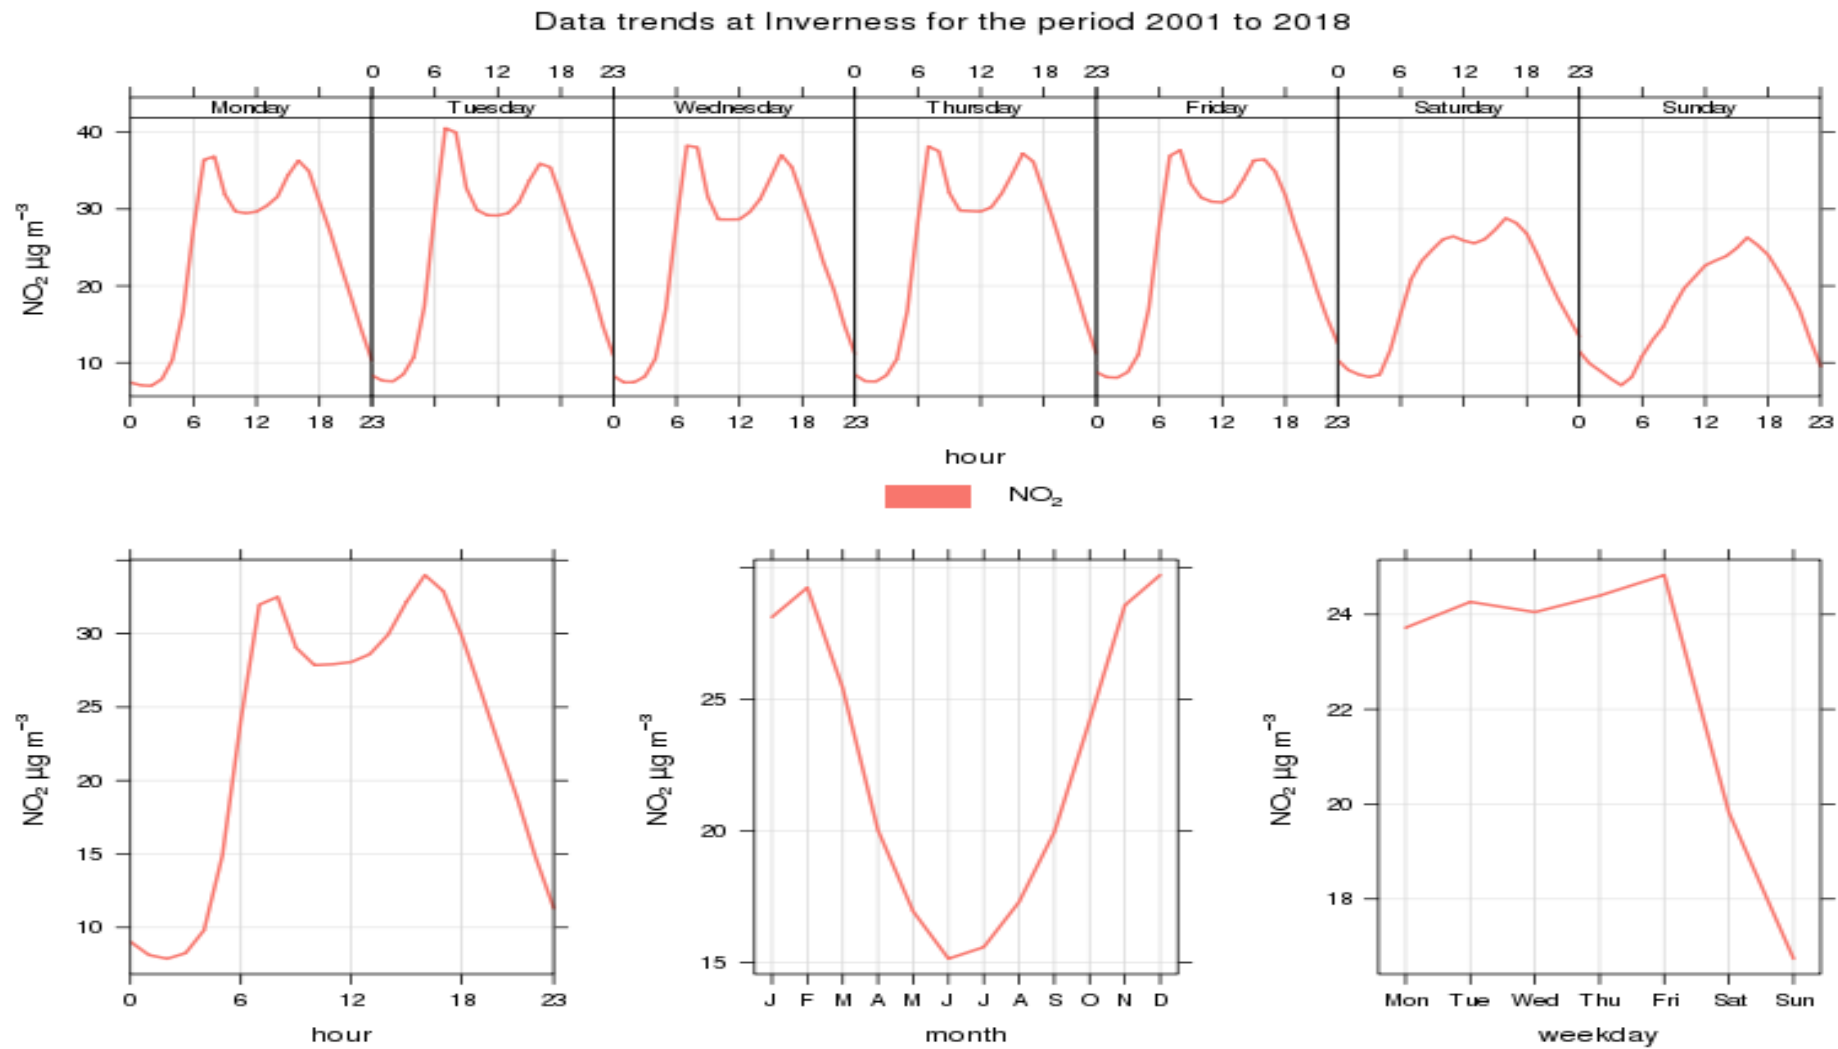 Data trends at Inverness for the period 2001 to 2018
0 6 12 18 23 0 6 12 18 23 0 6 12 18 23
Monday Tuesday Wednesday Thursday Friday Saturday Sunday
40
30
20
10
NO₂ µg m⁻³
0 6 12 18 23 0 6 12 18 23 0 6 12 18 23 0 6 12 18 23
hour
NO₂
30
25
20
15
10
NO₂ µg m⁻³
0 6 12 18 23
hour
25
20
15
NO₂ µg m⁻³
J F M A M J J A S O N D
month
24
22
20
18
NO₂ µg m⁻³
Mon Tue Wed Thu Fri Sat Sun
weekday